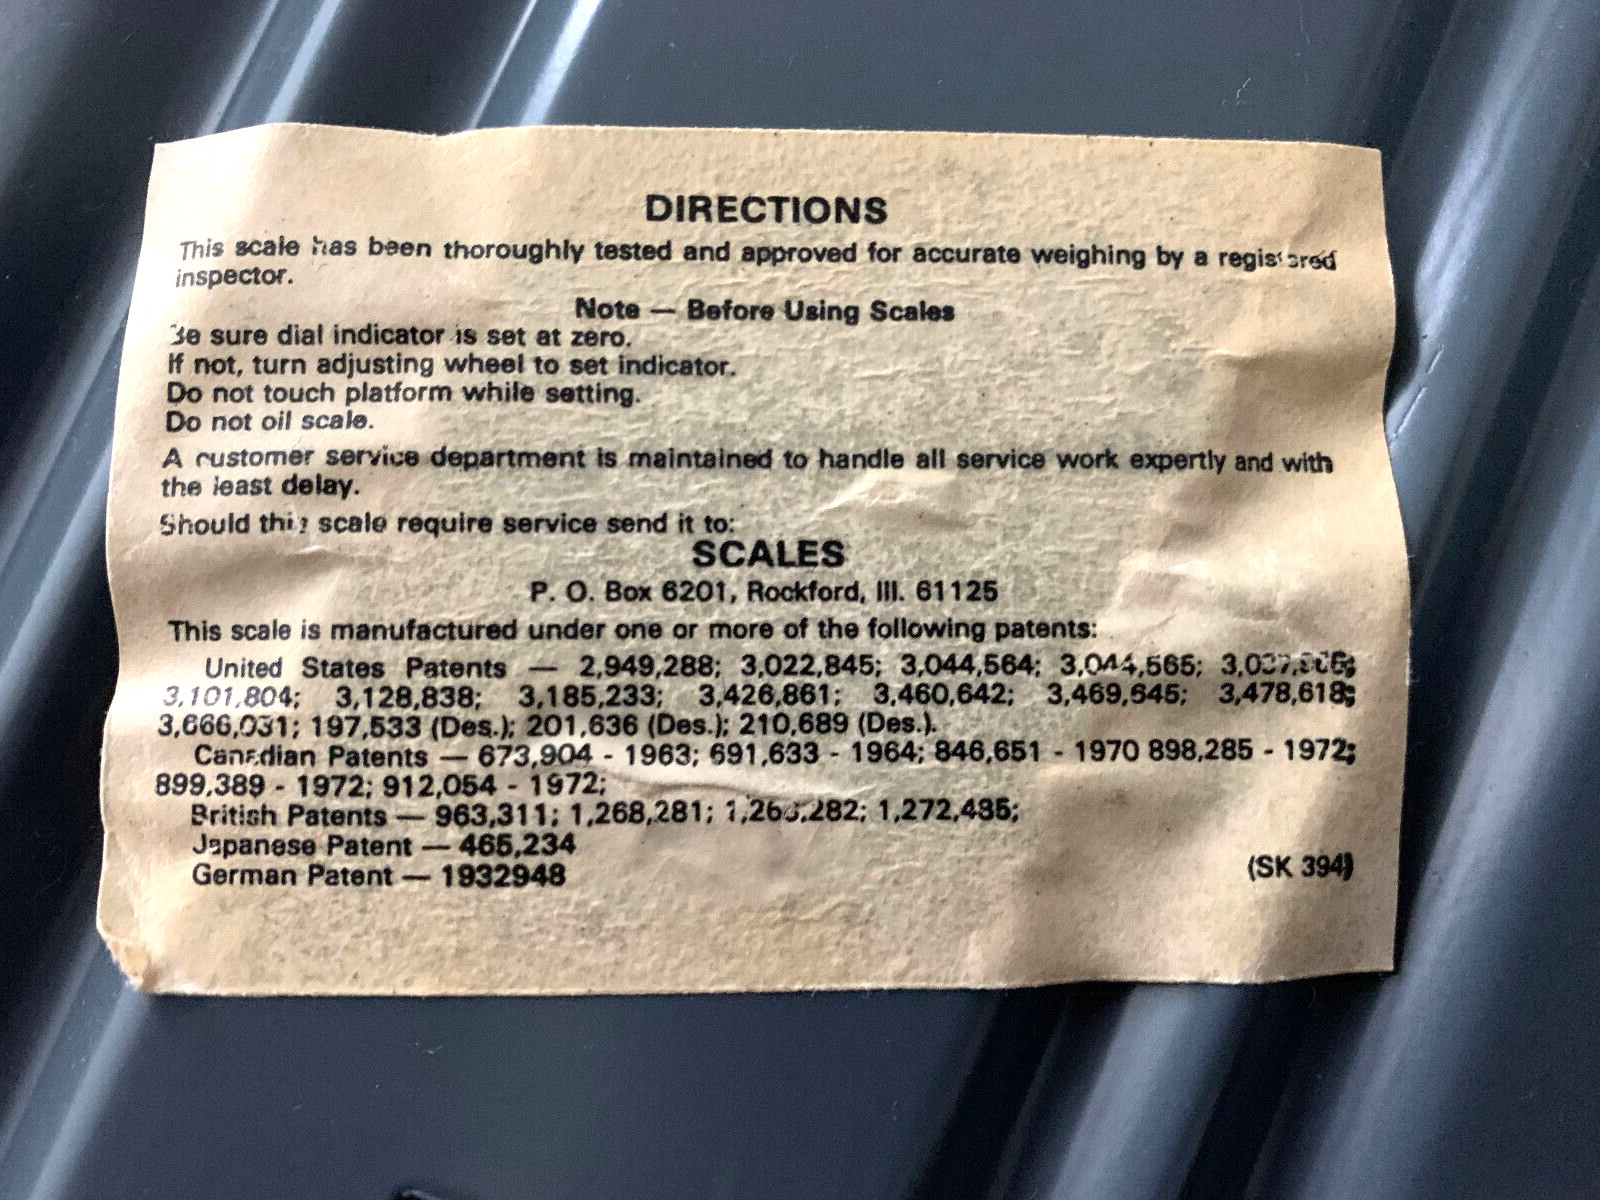 DIRECTIONS
This scale has been thoroughly tested and approved for accurate weighing by a registered
inspector.
Note — Before Using Scales
Be sure dial indicator is set at zero.
If not, turn adjusting wheel to set indicator.
Do not touch platform while setting.
Do not oil scale.
A customer service department is maintained to handle all service work expertly and with
the least delay.
Should this scale require service send it to:
SCALES
P. O. Box 6201, Rockford, Ill. 61125
This scale is manufactured under one or more of the following patents:
United States Patents — 2,949,288; 3,022,845; 3,044,564; 3,044,565;
3,101,804; 3,128,838; 3,185,233; 3,426,861; 3,460,642; 3,469,645; 3,478,618;
3,666,031; 197,533 (Des.); 201,636 (Des.); 210,689 (Des.).
Canadian Patents — 673,904 - 1963; 691,633 - 1964; 846,651 - 1970 898,285 - 1972;
899,389 - 1972; 912,054 - 1972;
British Patents — 963,311; 1,268,281; 1,272,485;
Japanese Patent — 465,234
German Patent — 1932948
(SK 394)